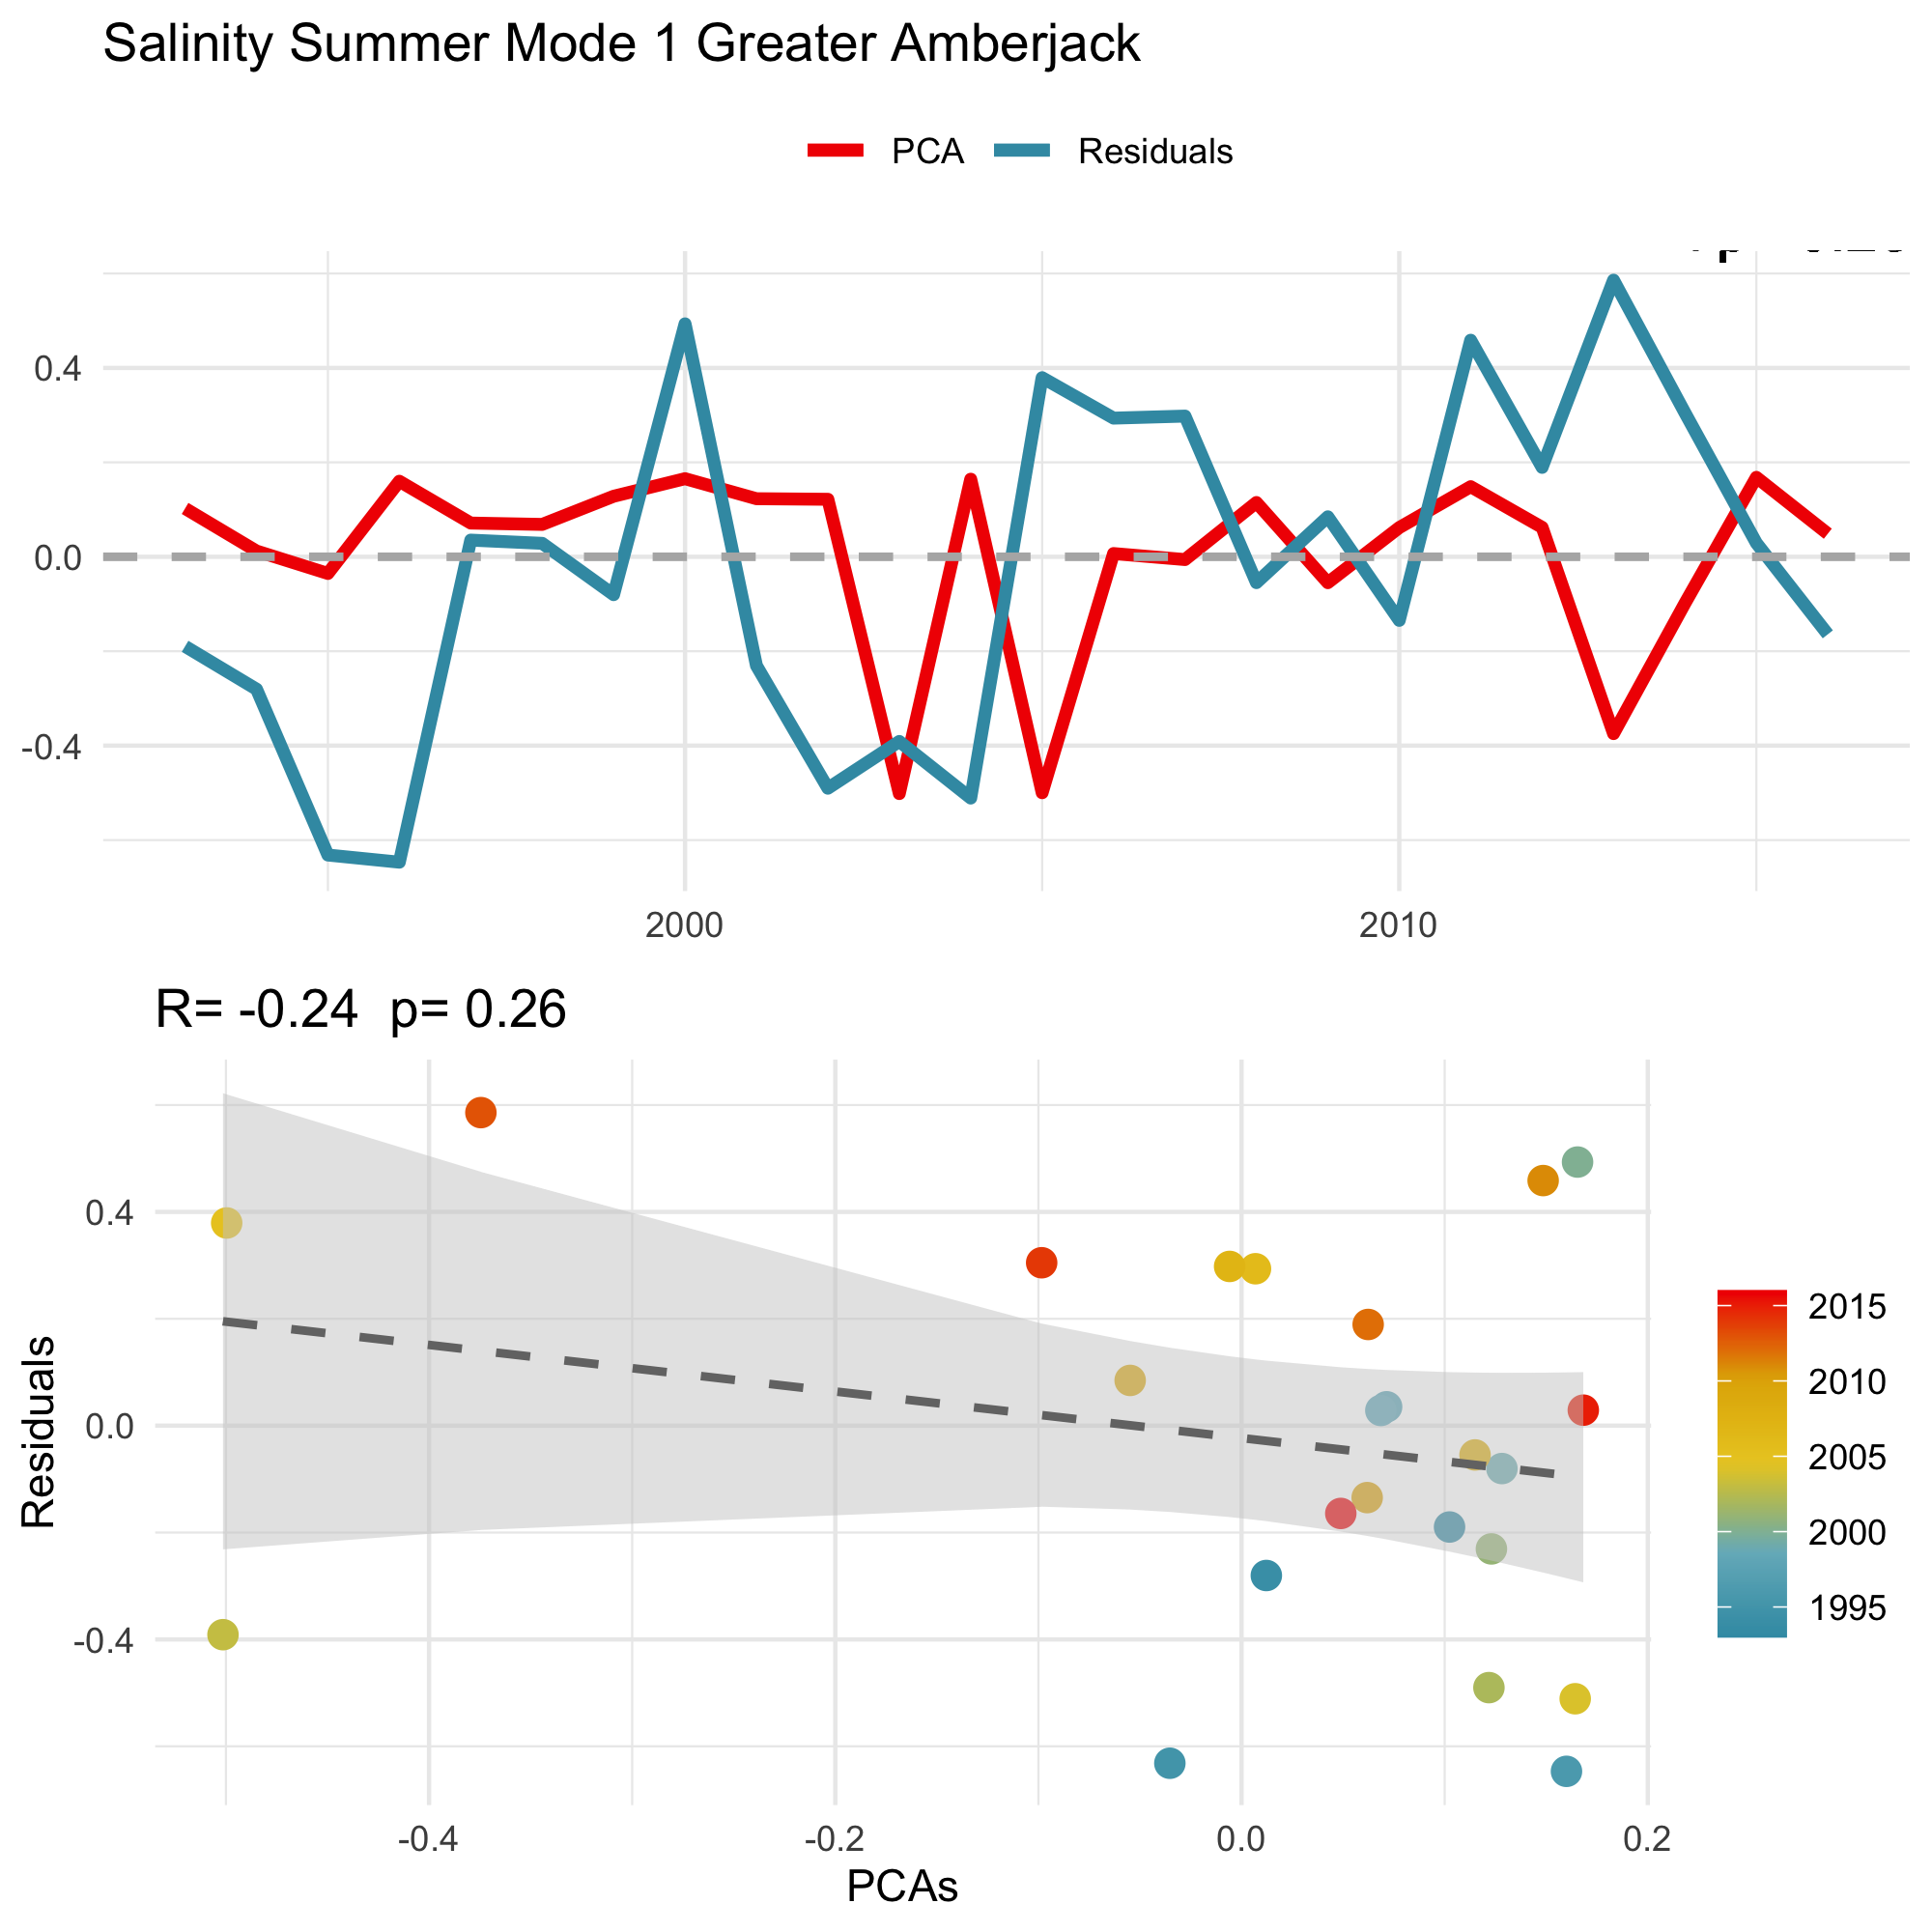 Salinity Summer Mode 1 Greater Amberjack
PCA Residuals
0.4
0.0
-0.4
2000 2010
R= -0.24 p= 0.26
Residuals
0.4
0.0
-0.4
-0.4 -0.2 0.0 0.2
PCAs
2015
2010
2005
2000
1995